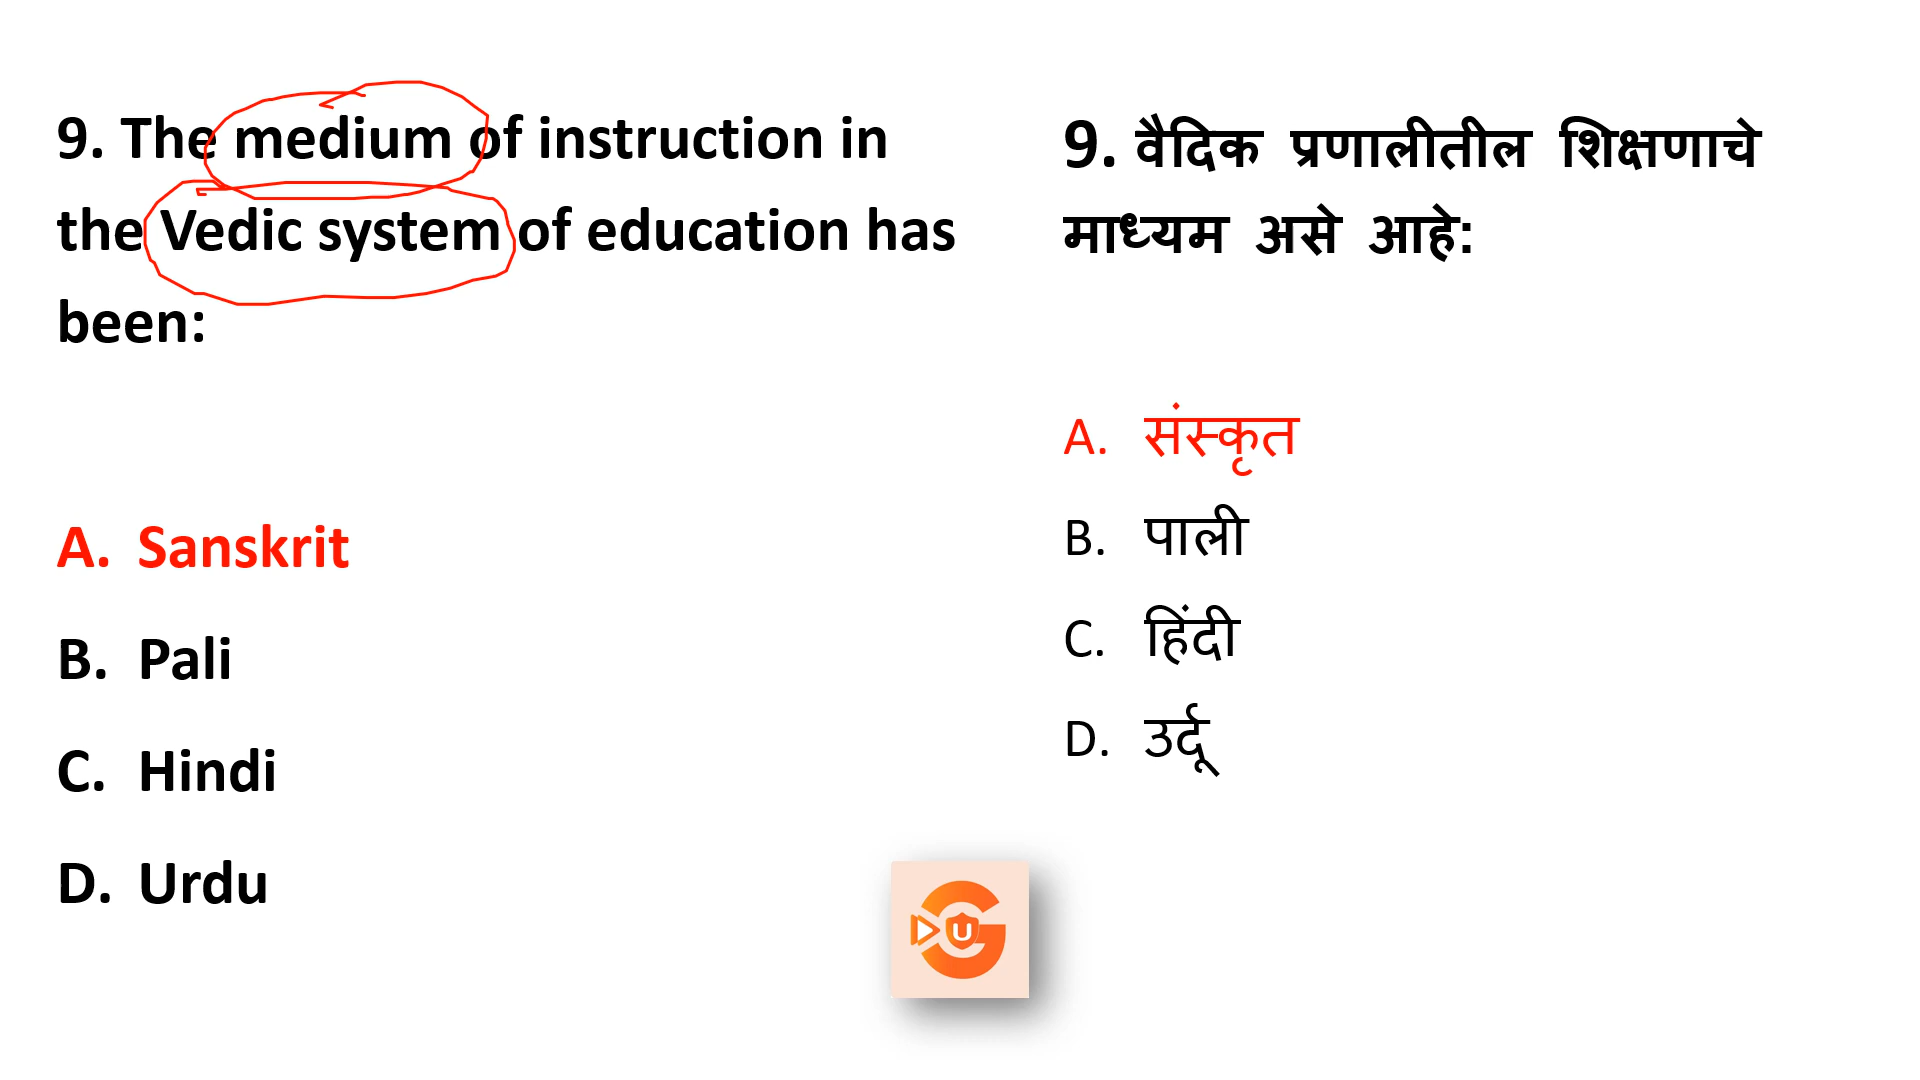 9. The medium of instruction in
the Vedic system of education has
been:
A. Sanskrit
B. Pali
C. Hindi
D. Urdu
9. वैदिक प्रणालीतील शिक्षणाचे
माध्यम असे आहे:
A. संस्कृत
B. पाली
C. हिंदी
D. उर्दू
U